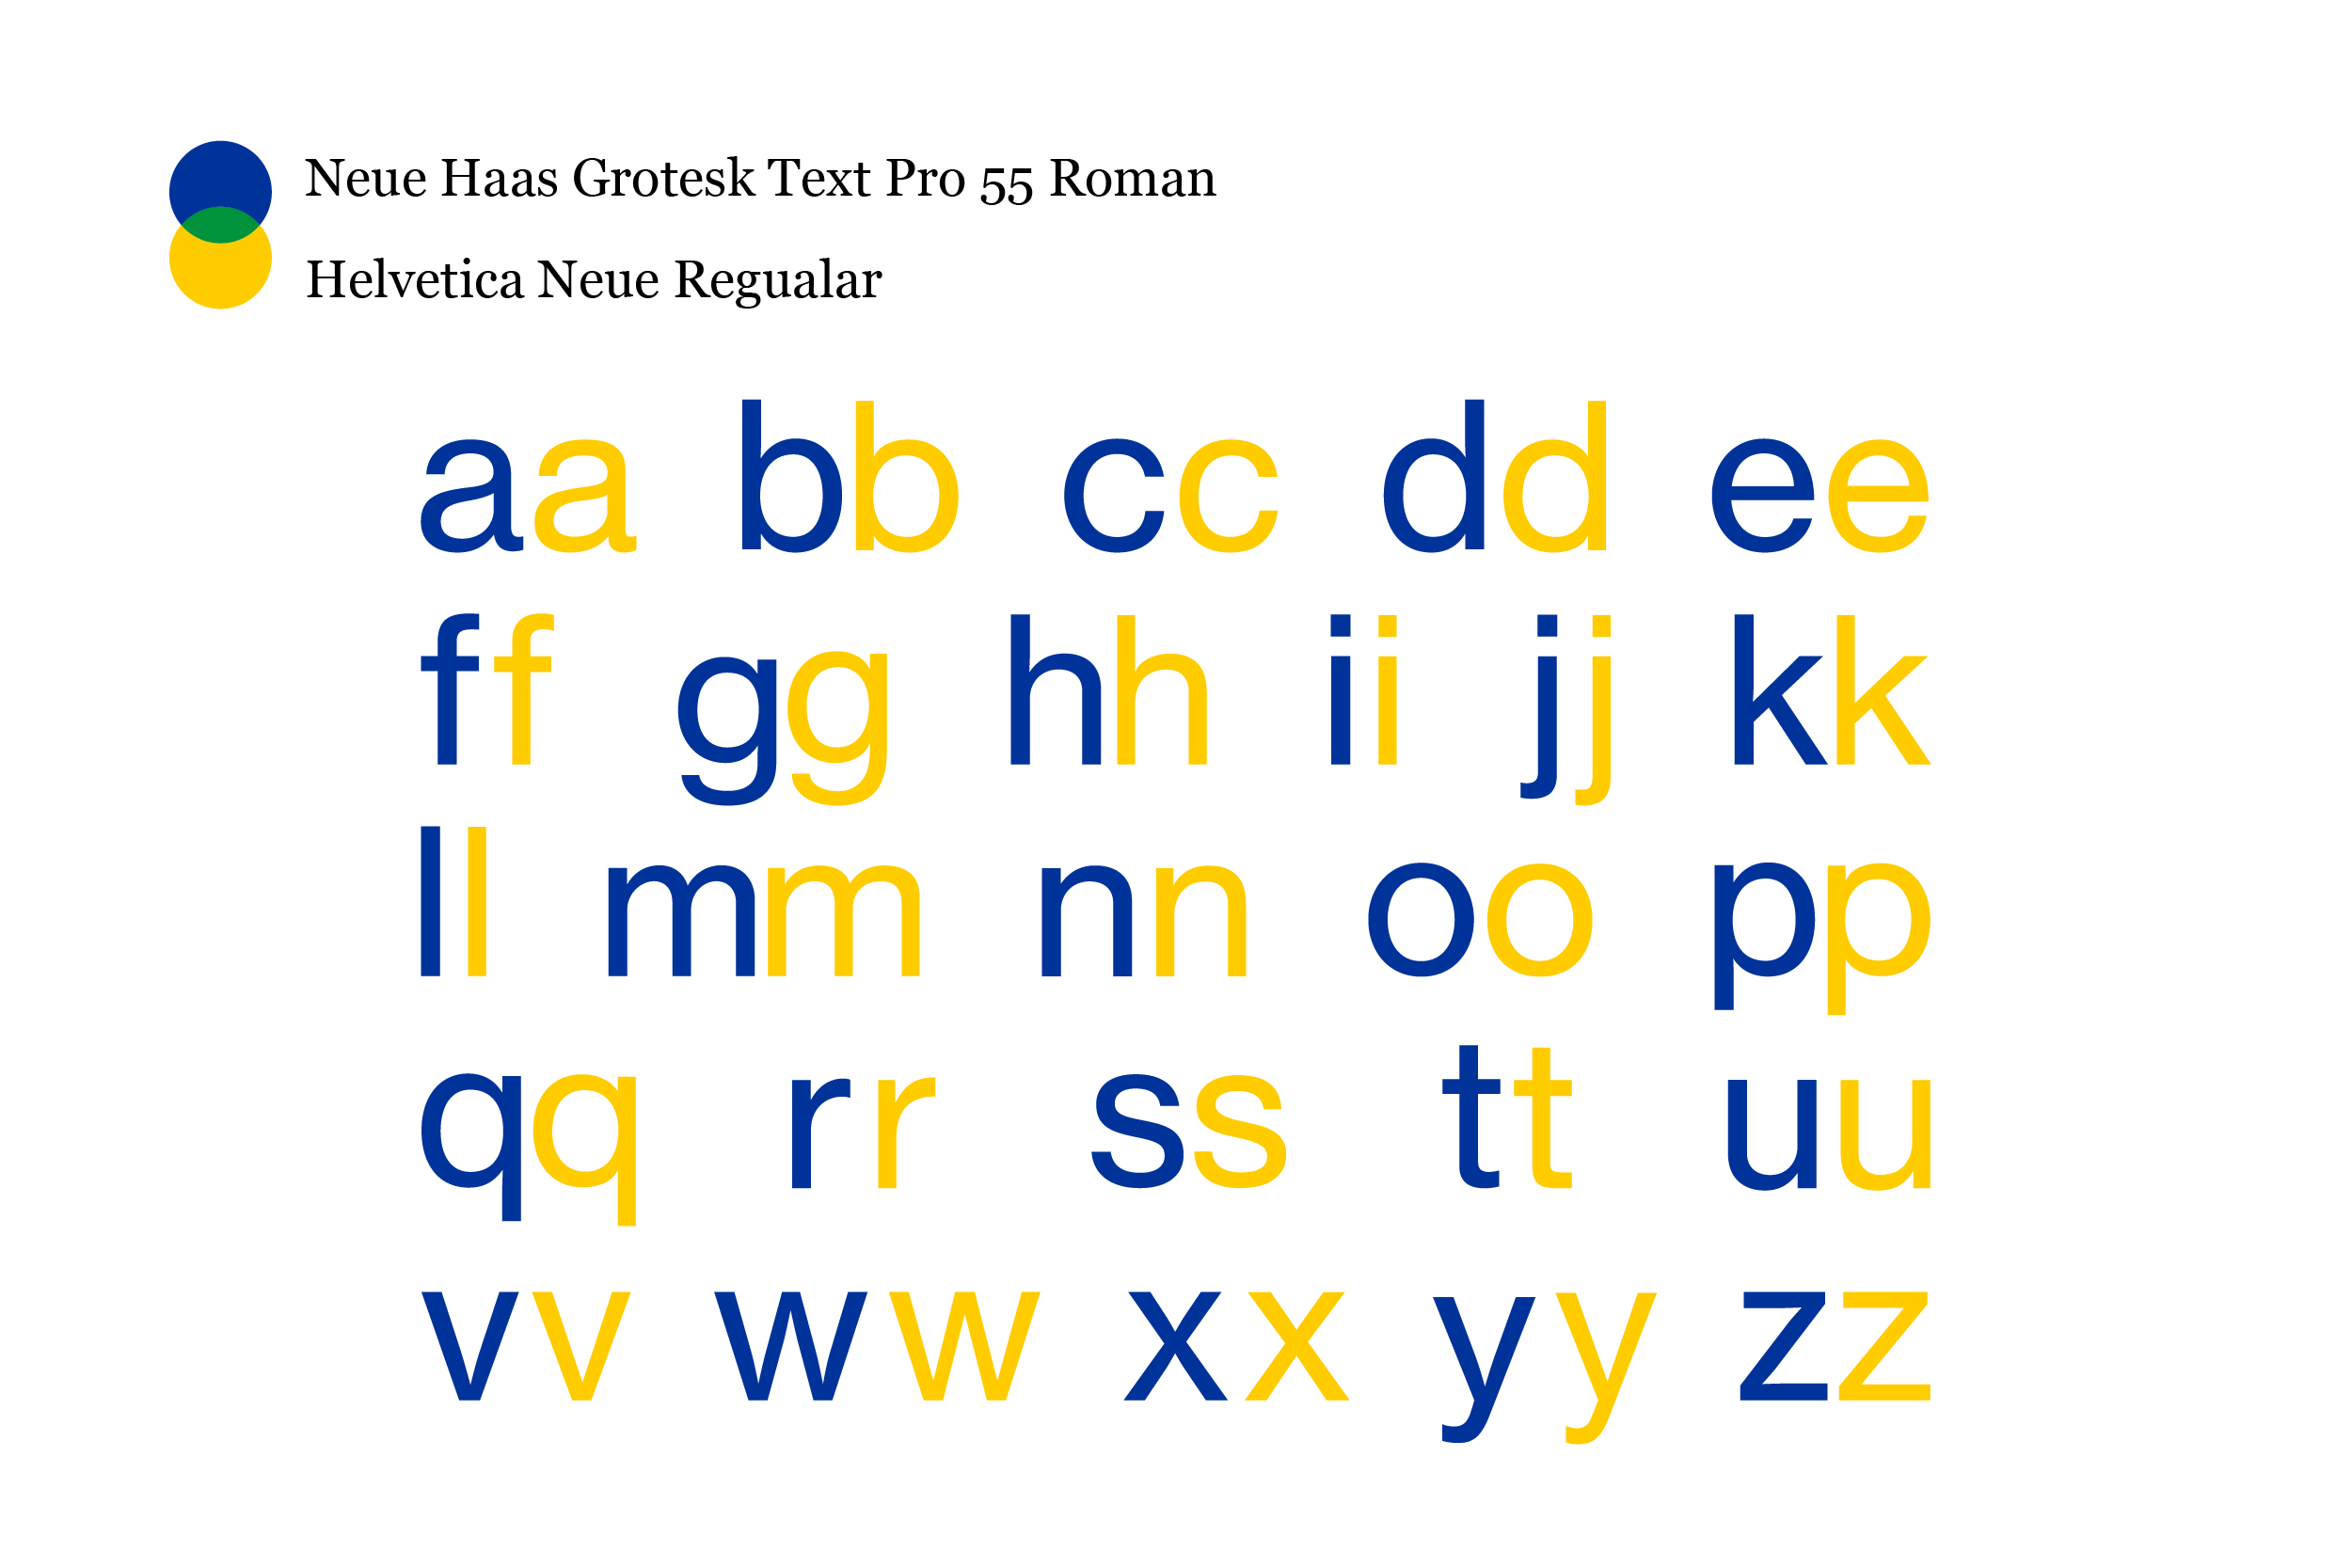 Neue Haas Grotesk Text Pro 55 Roman
Helvetica Neue Regualar
aa bb cc dd ee
ff gg hh ii jj kk
ll mm nn oo pp
qq rr ss tt uu
vv ww xx yy zz